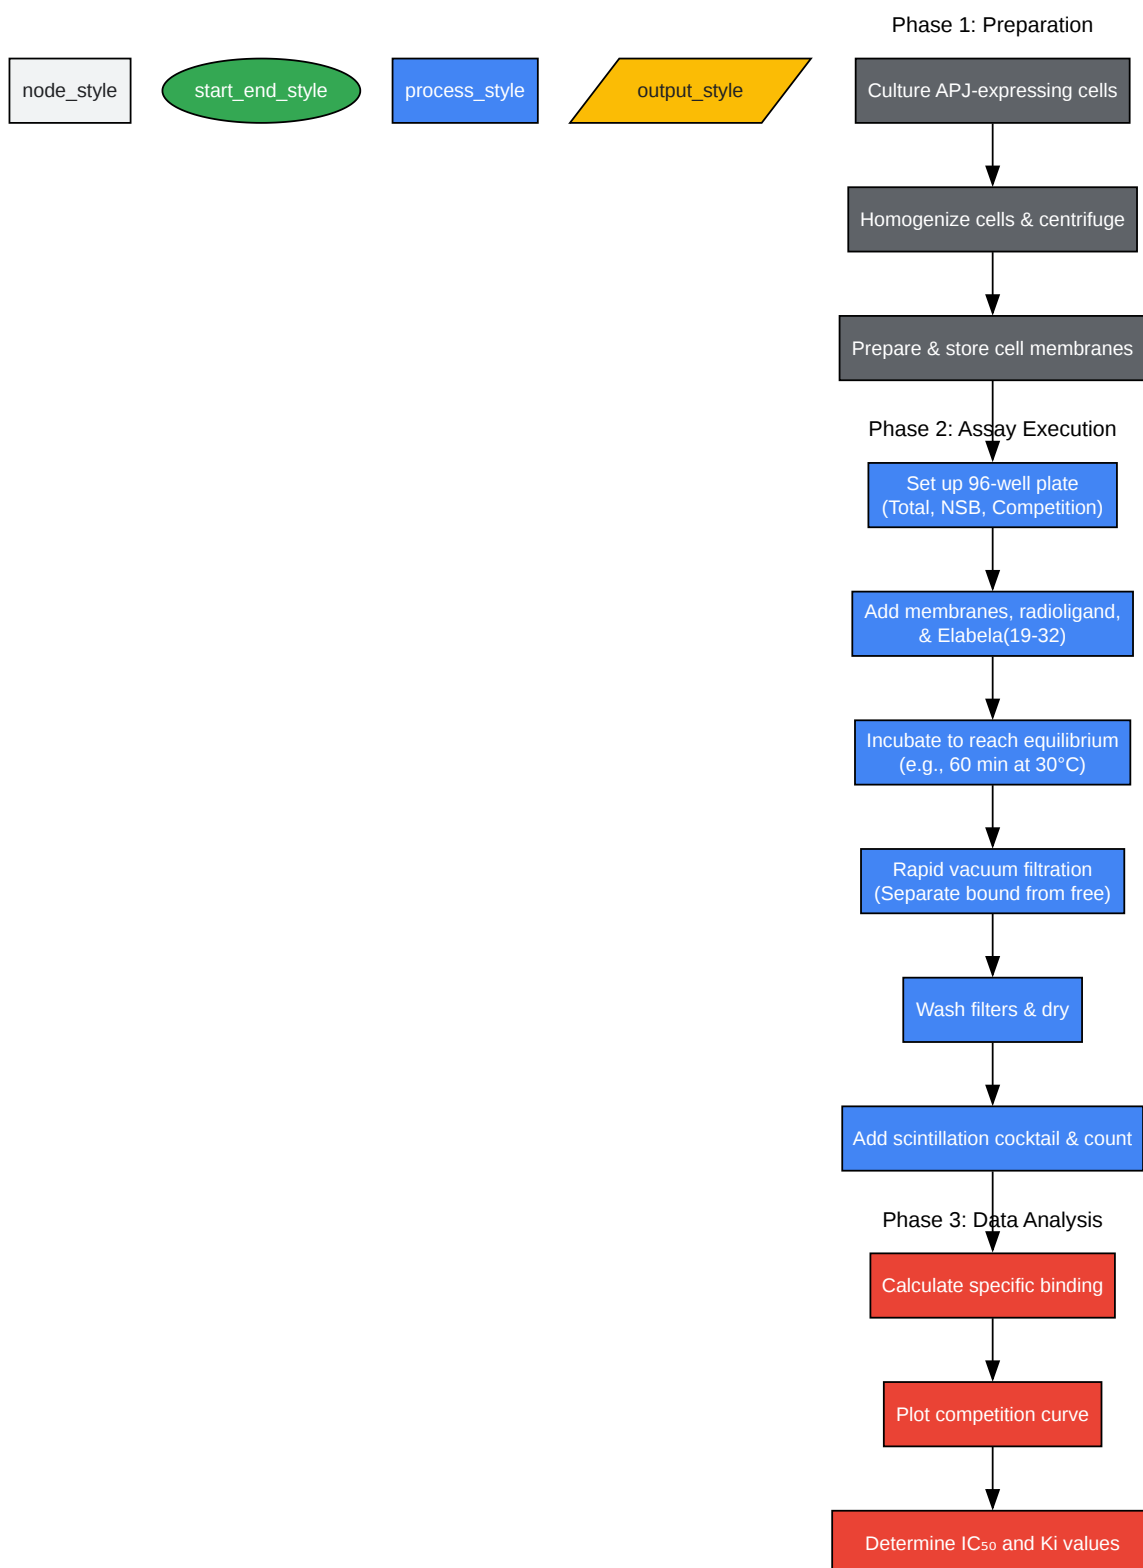 Phase 1: Preparation
node_style
start_end_style
process_style
output_style
Culture APJ-expressing cells
Homogenize cells & centrifuge
Prepare & store cell membranes
Phase 2: Assay Execution
Set up 96-well plate
(Total, NSB, Competition)
Add membranes, radioligand,
& Elabela(19-32)
Incubate to reach equilibrium
(e.g., 60 min at 30°C)
Rapid vacuum filtration
(Separate bound from free)
Wash filters & dry
Add scintillation cocktail & count
Phase 3: Data Analysis
Calculate specific binding
Plot competition curve
Determine IC₅₀ and Ki values